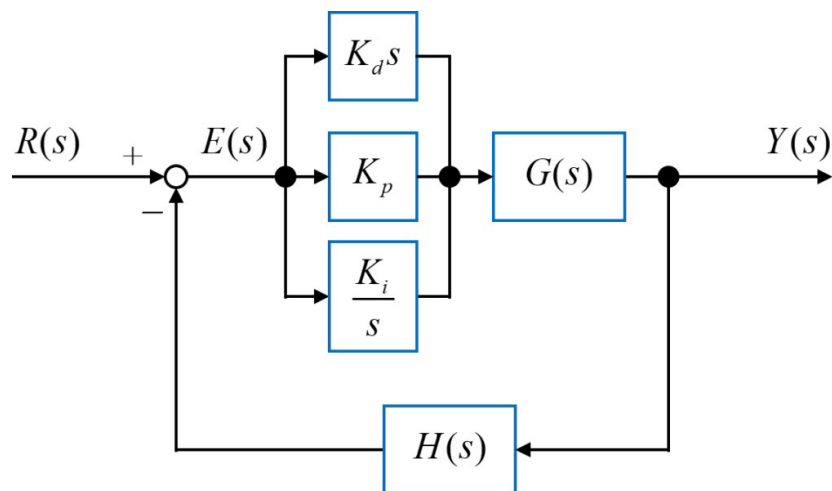 K_d s
R(s)
+
E(s)
K_p
G(s)
Y(s)
−
K_i
s
H(s)